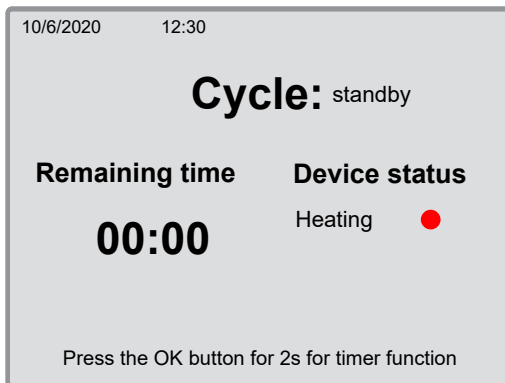 10/6/2020 12:30
Cycle: standby
Remaining time
00:00
Device status
Heating
Press the OK button for 2s for timer function